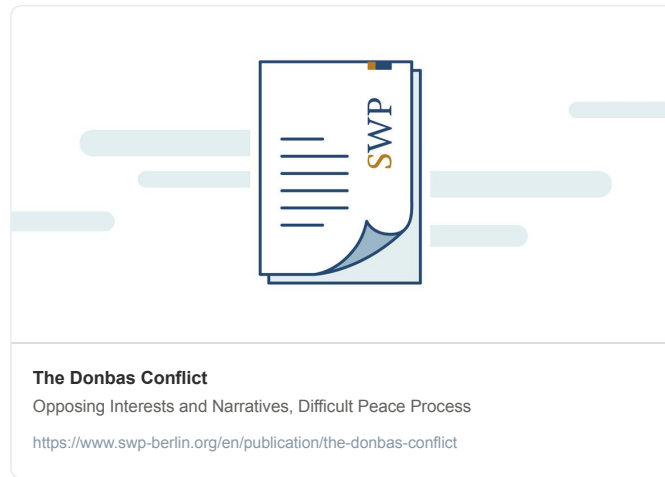 SWP
The Donbas Conflict
Opposing Interests and Narratives, Difficult Peace Process
https://www.swp-berlin.org/en/publication/the-donbas-conflict